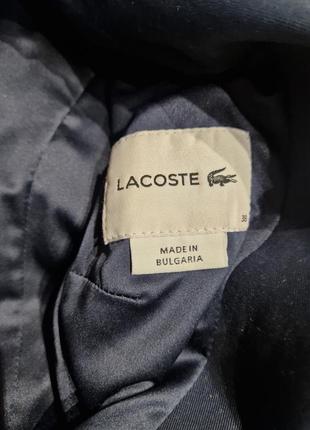 LACOSTE
38
MADE IN
BULGARIA